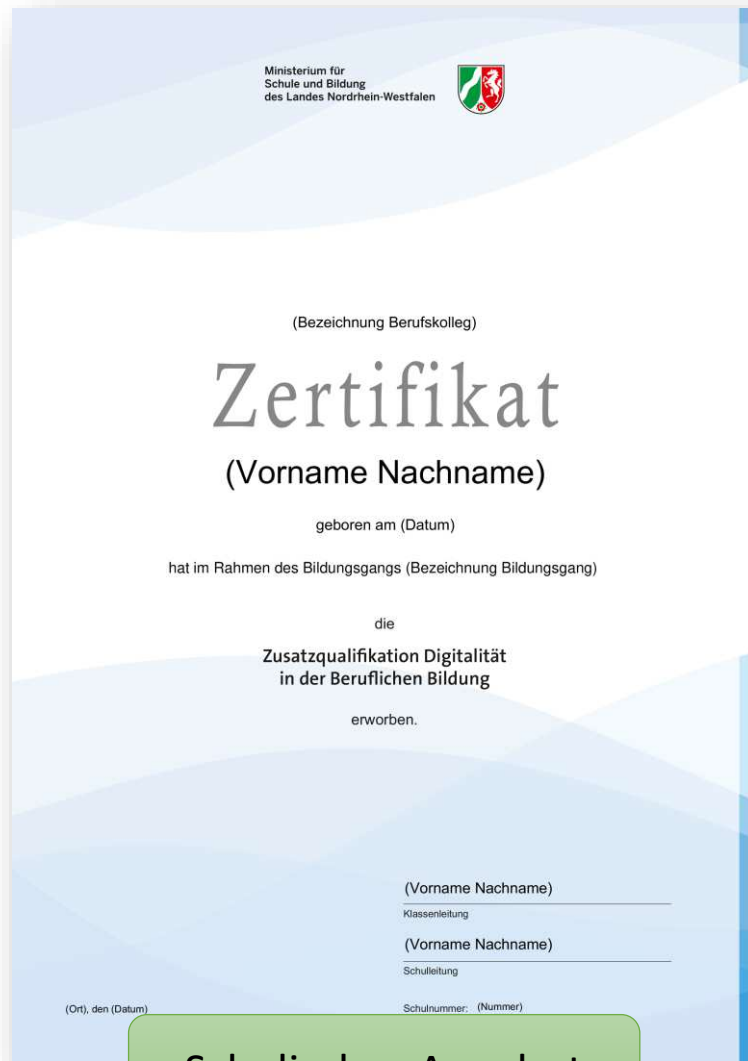 Ministerium für
Schule und Bildung
des Landes Nordrhein-Westfalen
(Bezeichnung Berufskolleg)
Zertifikat
(Vorname Nachname)
geboren am (Datum)
hat im Rahmen des Bildungsgangs (Bezeichnung Bildungsgang)
die
Zusatzqualifikation Digitalität
in der Beruflichen Bildung
erworben.
(Vorname Nachname)
Klassenleitung
(Vorname Nachname)
Schulleitung
(Ort), den (Datum)
Schulnummer: (Nummer)